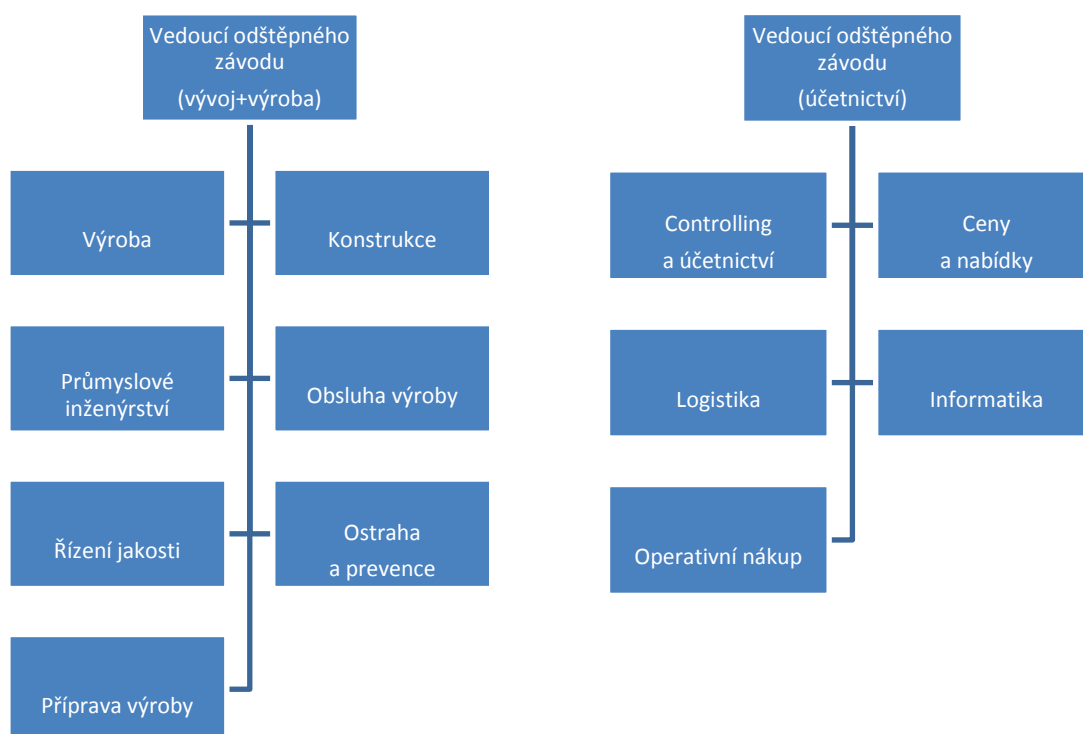 Vedoucí odštěpného
závodu
(vývoj+výroba)
Výroba
Konstrukce
Průmyslové
inženýrství
Obsluha výroby
Řízení jakosti
Ostraha
a prevence
Příprava výroby
Vedoucí odštěpného
závodu
(účetnictví)
Controlling
a účetnictví
Ceny
a nabídky
Logistika
Informatika
Operativní nákup